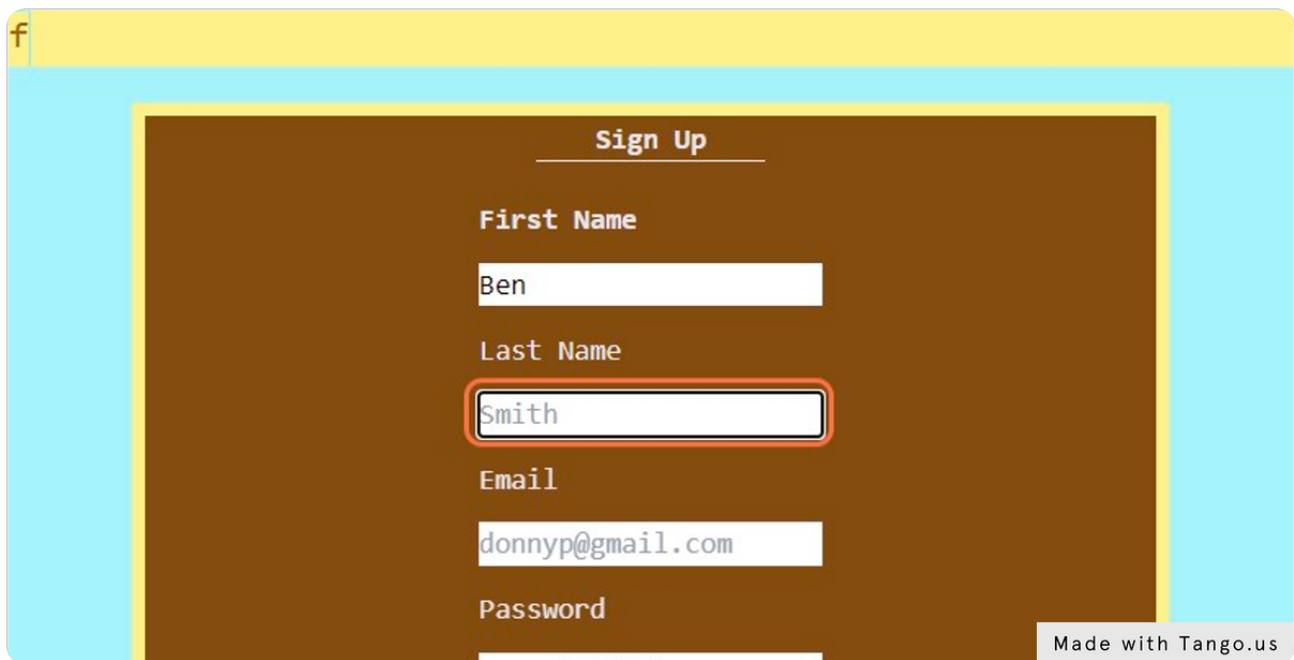 f
Sign Up
First Name
Ben
Last Name
Smith
Email
donnyp@gmail.com
Password
Made with Tango.us